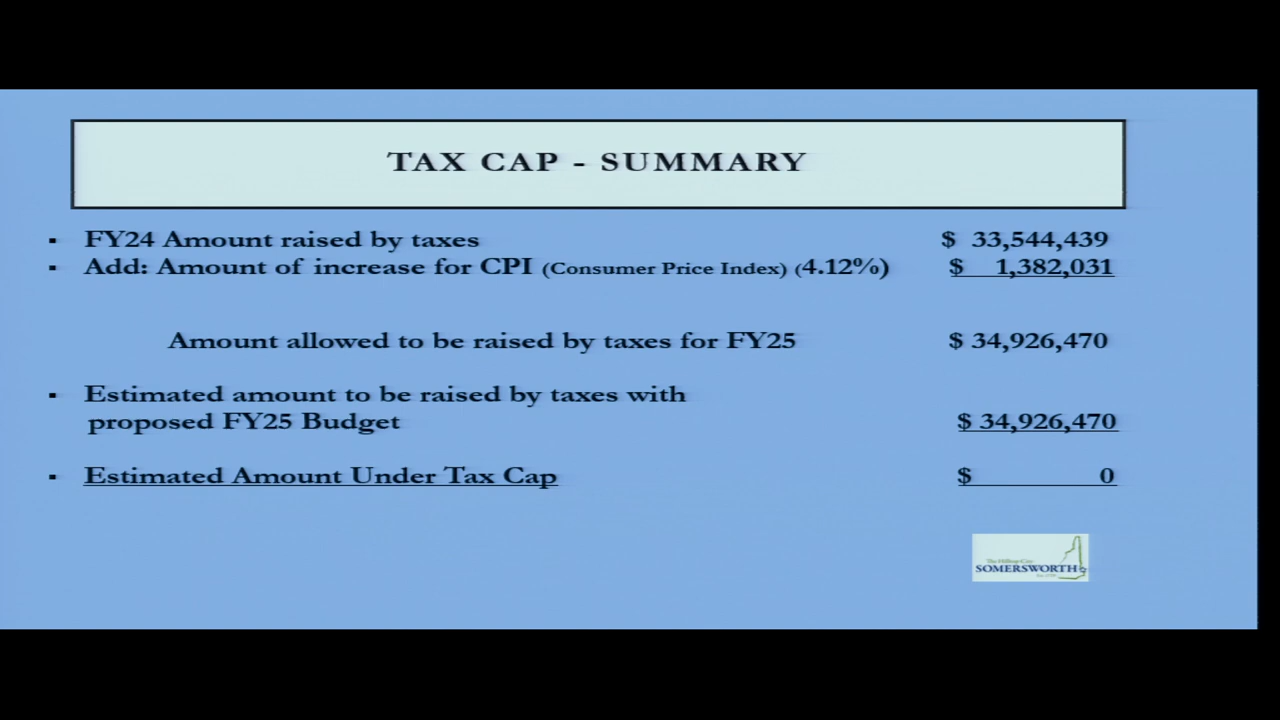 TAX CAP - SUMMARY
▪ FY24 Amount raised by taxes $ 33,544,439
▪ Add: Amount of increase for CPI (Consumer Price Index) (4.12%) $ 1,382,031
Amount allowed to be raised by taxes for FY25 $ 34,926,470
▪ Estimated amount to be raised by taxes with
proposed FY25 Budget $ 34,926,470
▪ Estimated Amount Under Tax Cap $ 0
The Hilltop City
SOMERSWORTH